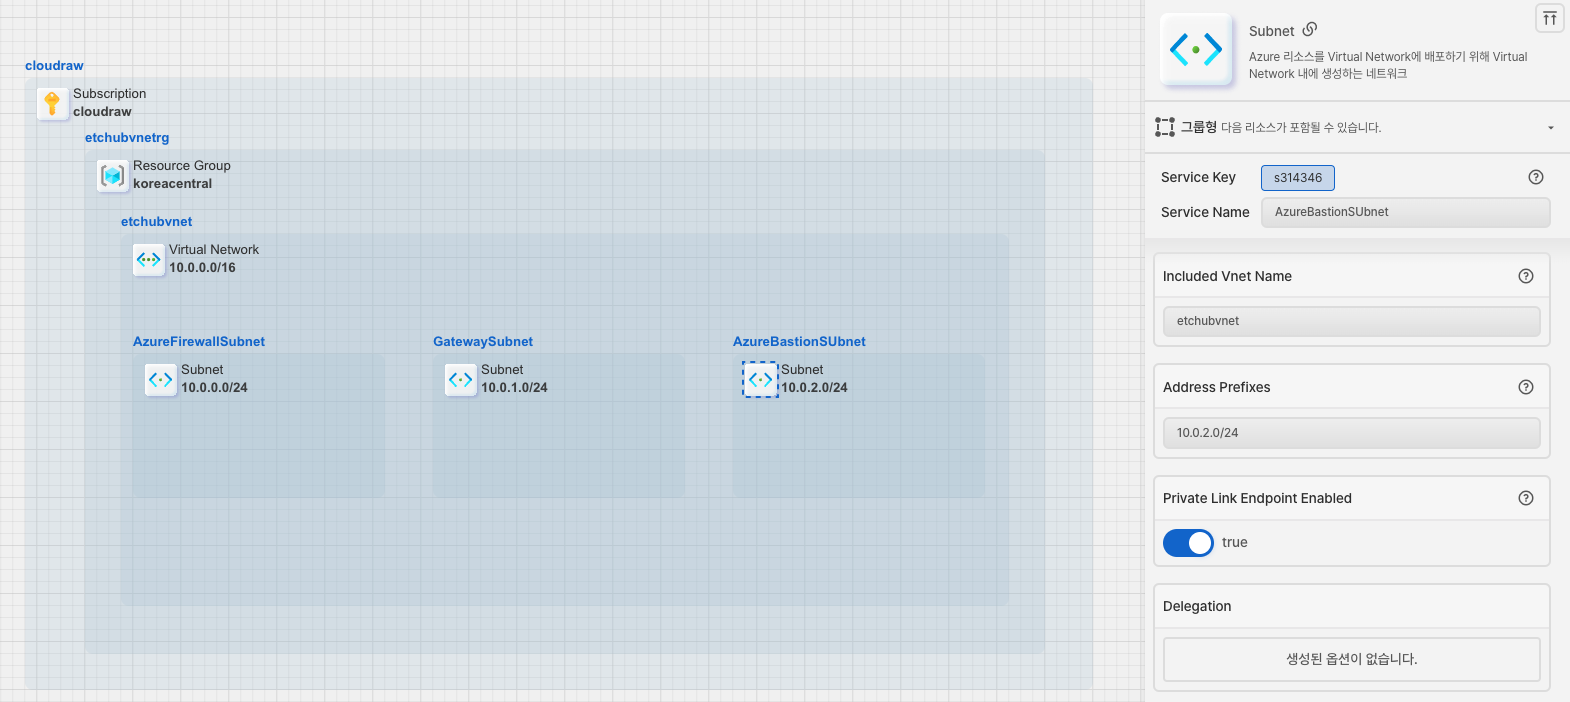 cloudraw
Subscription
cloudraw
etchubvnetrg
Resource Group
koreacentral
etchubvnet
Virtual Network
10.0.0.0/16
AzureFirewallSubnet
Subnet
10.0.0.0/24
GatewaySubnet
Subnet
10.0.1.0/24
AzureBastionSUbnet
Subnet
10.0.2.0/24
Subnet
Azure 리소스를 Virtual Network에 배포하기 위해 Virtual
Network 내에 생성하는 네트워크
그룹형 다음 리소스가 포함될 수 있습니다.
Service Key s314346
Service Name AzureBastionSUbnet
Included Vnet Name
etchubvnet
Address Prefixes
10.0.2.0/24
Private Link Endpoint Enabled
true
Delegation
생성된 옵션이 없습니다.